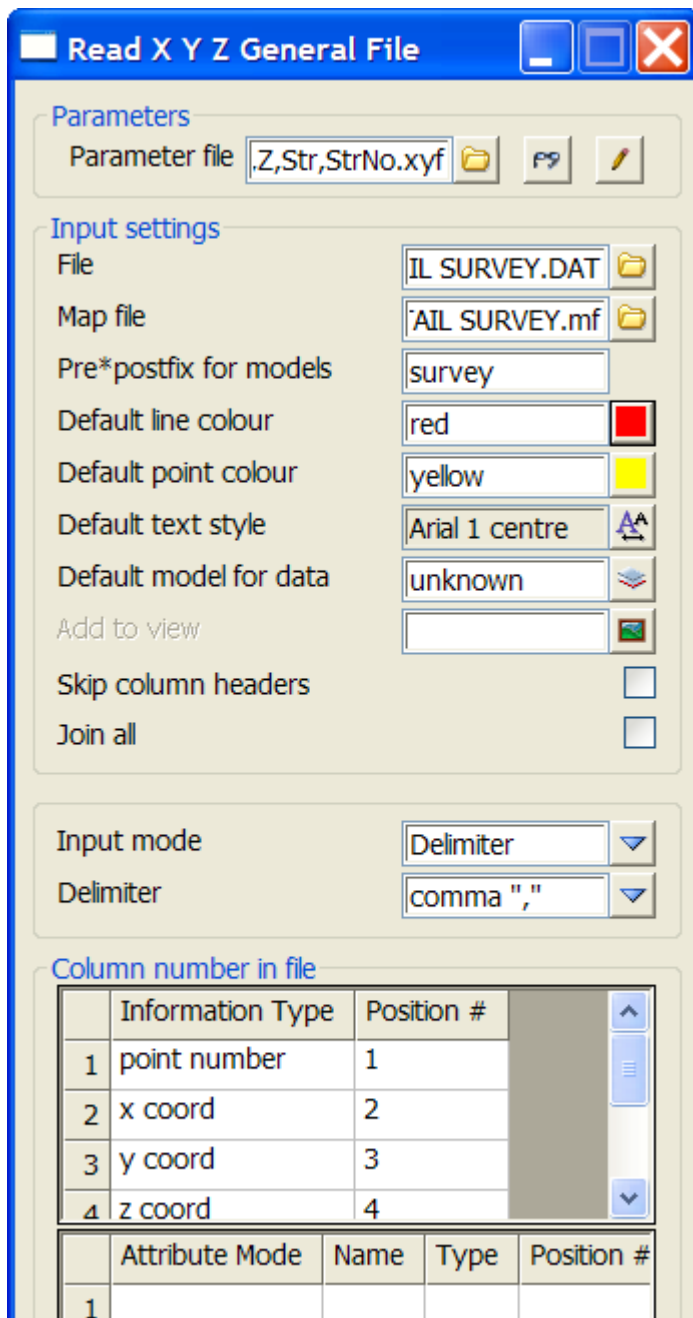 Read X Y Z General File
Parameters
Parameter file .Z,Str,StrNo.xyf F9
Input settings
File IL SURVEY.DAT
Map file AIL SURVEY.mf
Pre*postfix for models survey
Default line colour red
Default point colour yellow
Default text style Arial 1 centre
Default model for data unknown
Add to view
Skip column headers
Join all
Input mode Delimiter
Delimiter comma ","
Column number in file
Information Type Position #
1 point number 1
2 x coord 2
3 y coord 3
4 z coord 4
Attribute Mode Name Type Position #
1